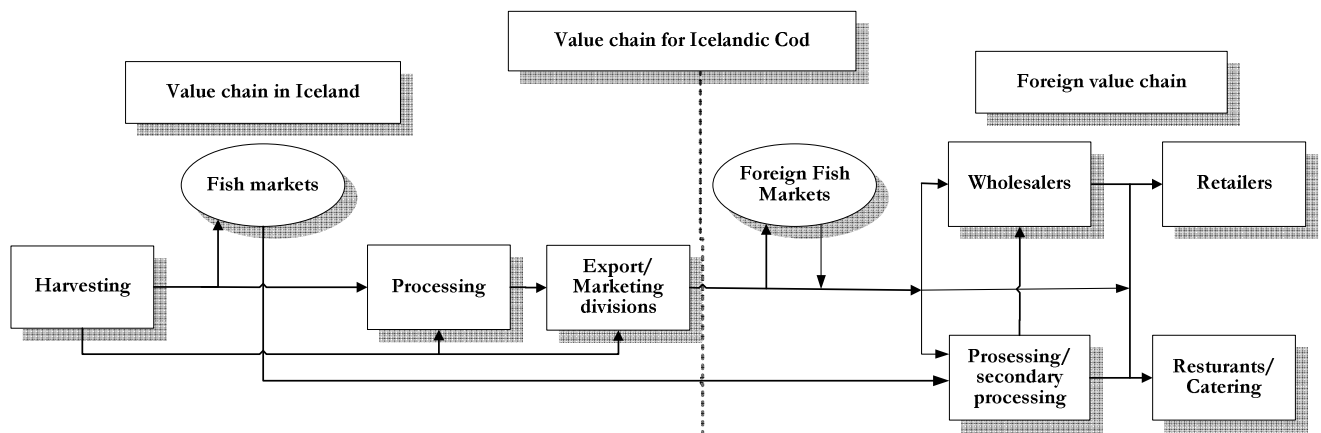 Value chain for Icelandic Cod
Value chain in Iceland
Foreign value chain
Fish markets
Foreign Fish
Markets
Wholesalers
Retailers
Harvesting
Processing
Export/
Marketing
divisions
Prosessing/
secondary
processing
Resturants/
Catering